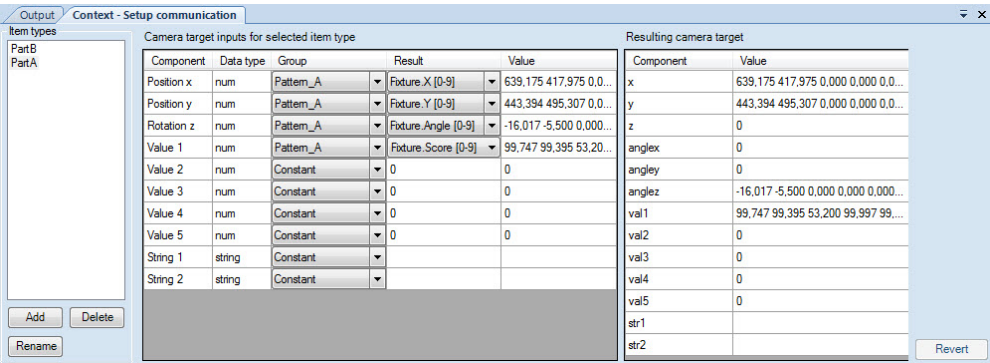 Output Context - Setup communication
Item types
PartB
PartA
Add Delete
Rename
Camera target inputs for selected item type
Component Data type Group Result Value
Position x num Pattern_A Fixture.X [0-9] 639,175 417,975 0,0...
Position y num Pattern_A Fixture.Y [0-9] 443,394 495,307 0,0...
Rotation z num Pattern_A Fixture.Angle [0-9] -16,017 -5,500 0,000...
Value 1 num Pattern_A Fixture.Score [0-9] 99,747 99,395 53,20...
Value 2 num Constant 0 0
Value 3 num Constant 0 0
Value 4 num Constant 0 0
Value 5 num Constant 0 0
String 1 string Constant
String 2 string Constant
Resulting camera target
Component Value
x 639,175 417,975 0,000 0,000 0,0...
y 443,394 495,307 0,000 0,000 0,0...
z 0
anglex 0
angley 0
anglez -16,017 -5,500 0,000 0,000 0,000...
val1 99,747 99,395 53,200 99,997 99,...
val2 0
val3 0
val4 0
val5 0
str1
str2
Revert